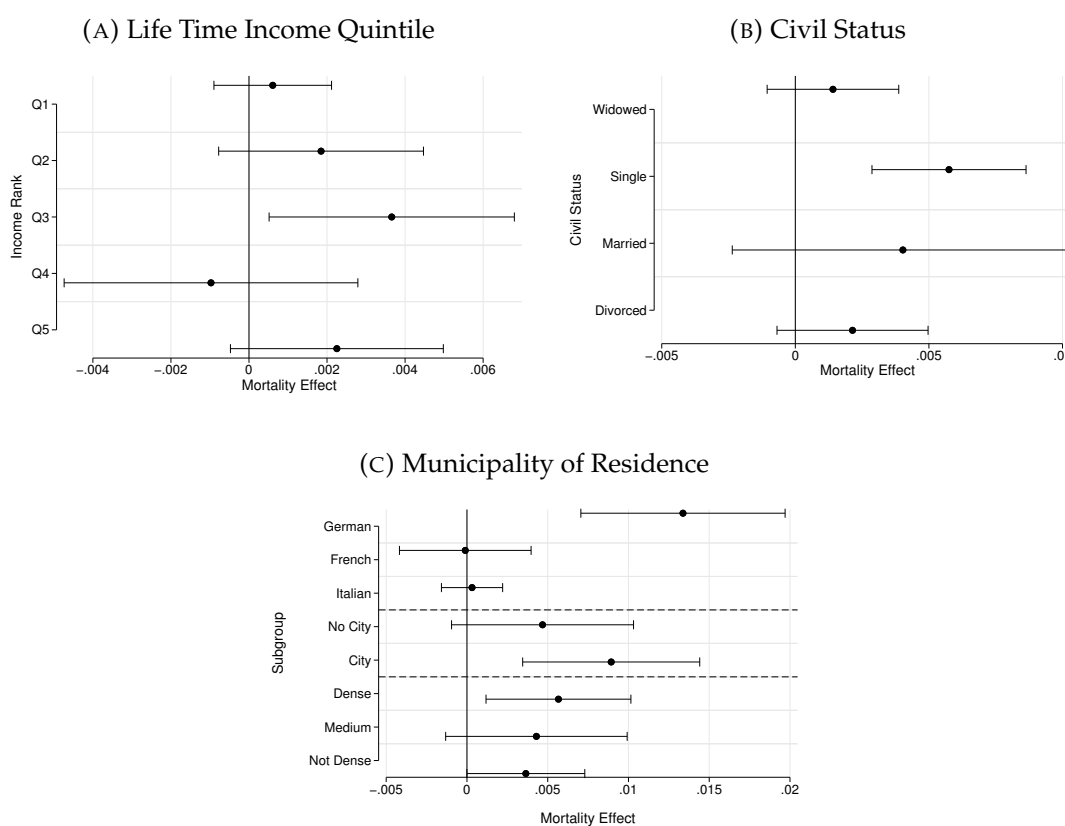 (A) Life Time Income Quintile
Income Rank
Q1
Q2
Q3
Q4
Q5
−.004 −.002 0 .002 .004 .006
Mortality Effect
(B) Civil Status
Civil Status
Widowed
Single
Married
Divorced
−.005 0 .005 .0
Mortality Effect
(C) Municipality of Residence
Subgroup
German
French
Italian
No City
City
Dense
Medium
Not Dense
−.005 0 .005 .01 .015 .02
Mortality Effect